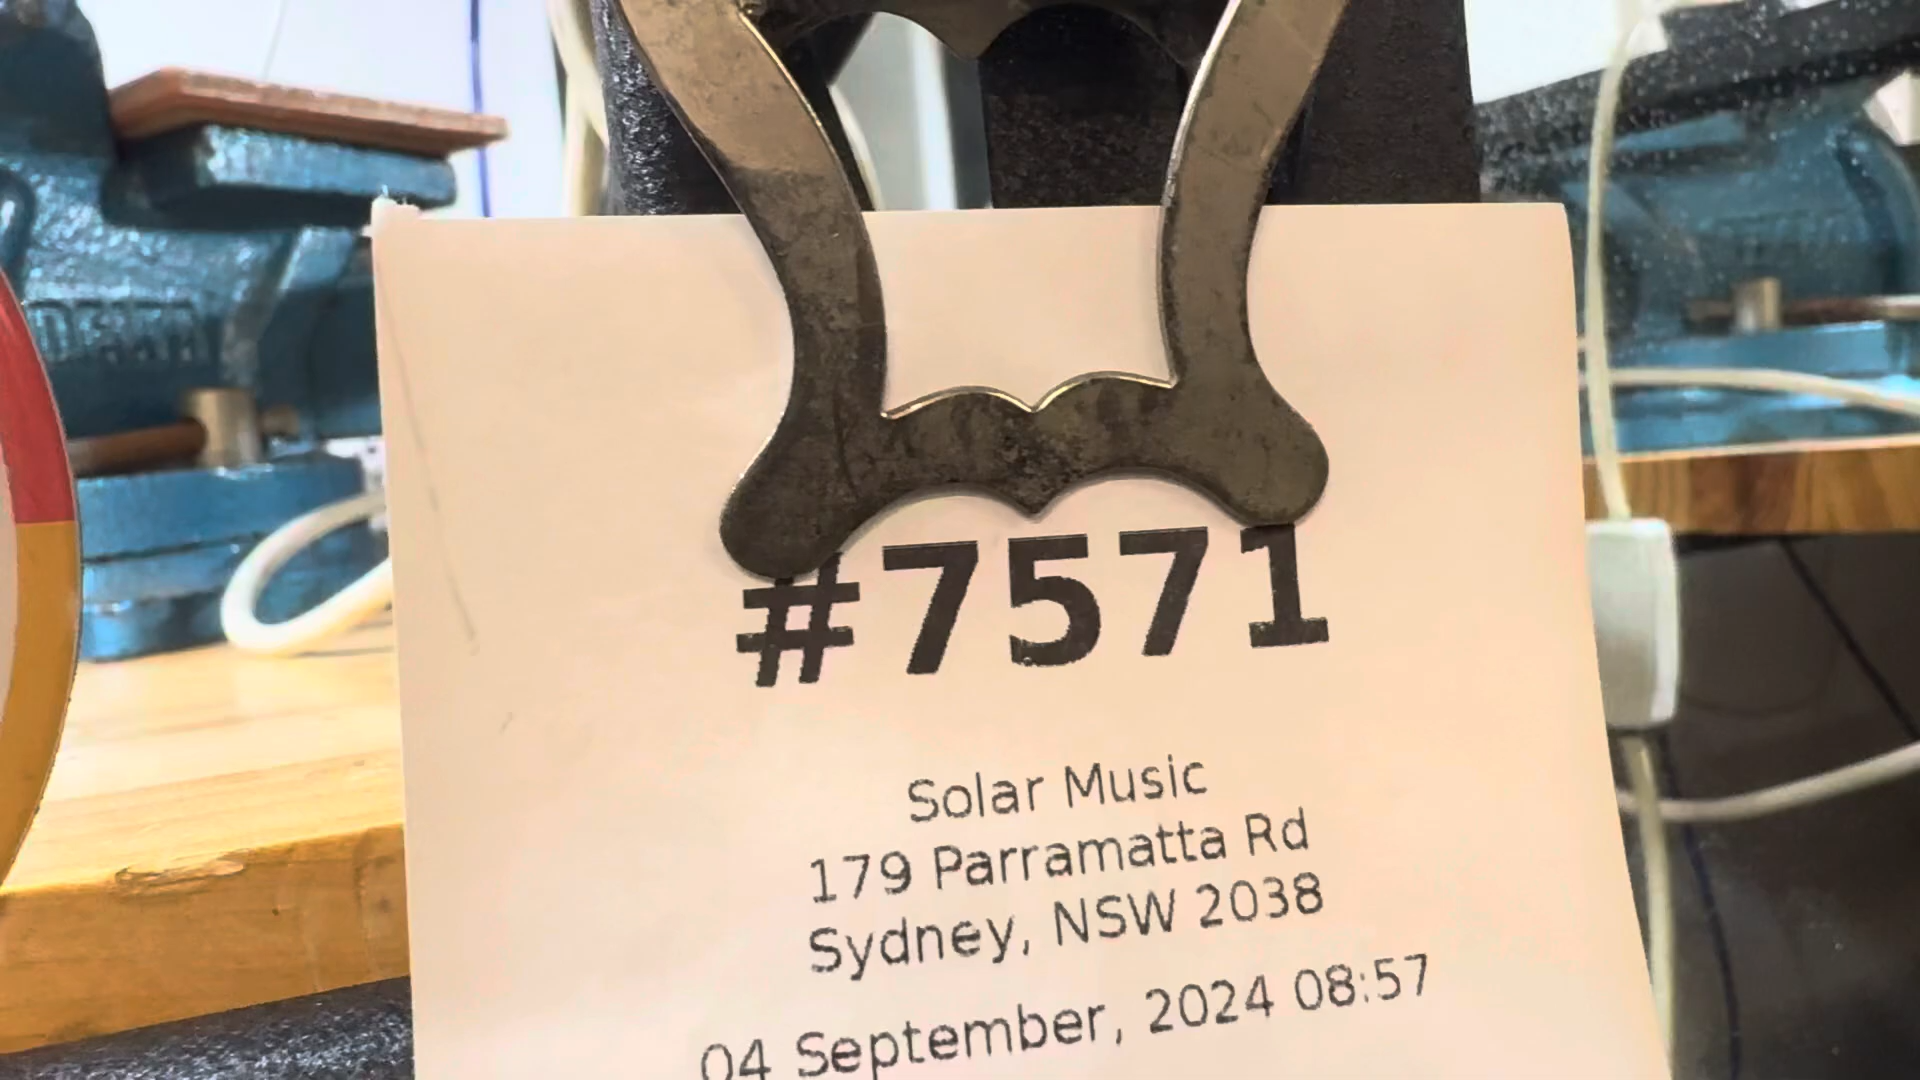 #7571
Solar Music
179 Parramatta Rd
Sydney, NSW 2038
04 September, 2024 08:57